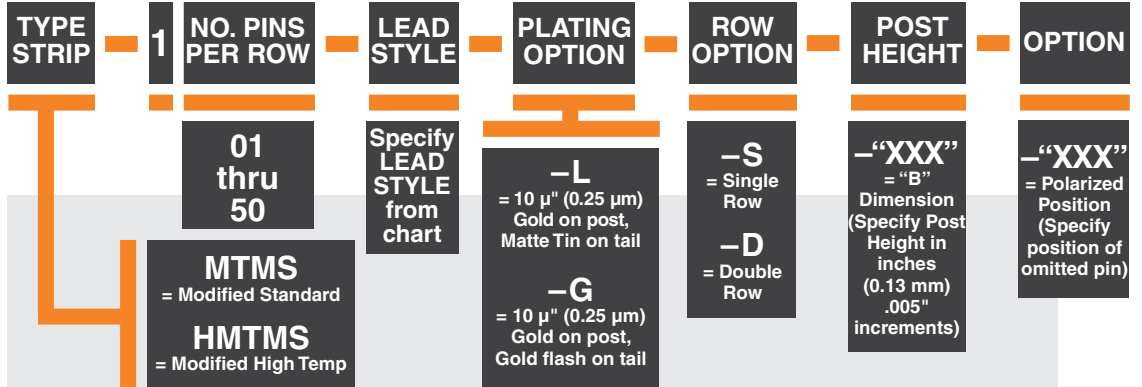 TYPE
STRIP
1
NO. PINS
PER ROW
LEAD
STYLE
PLATING
OPTION
ROW
OPTION
POST
HEIGHT
OPTION
01
thru
50
Specify
LEAD
STYLE
from
chart
–L
= 10 µ" (0.25 µm)
Gold on post,
Matte Tin on tail
–G
= 10 µ" (0.25 µm)
Gold on post,
Gold flash on tail
–S
= Single
Row
–D
= Double
Row
–“XXX”
= “B”
Dimension
(Specify Post
Height in
inches
(0.13 mm)
.005"
increments)
–“XXX”
= Polarized
Position
(Specify
position of
omitted pin)
MTMS
= Modified Standard
HMTMS
= Modified High Temp